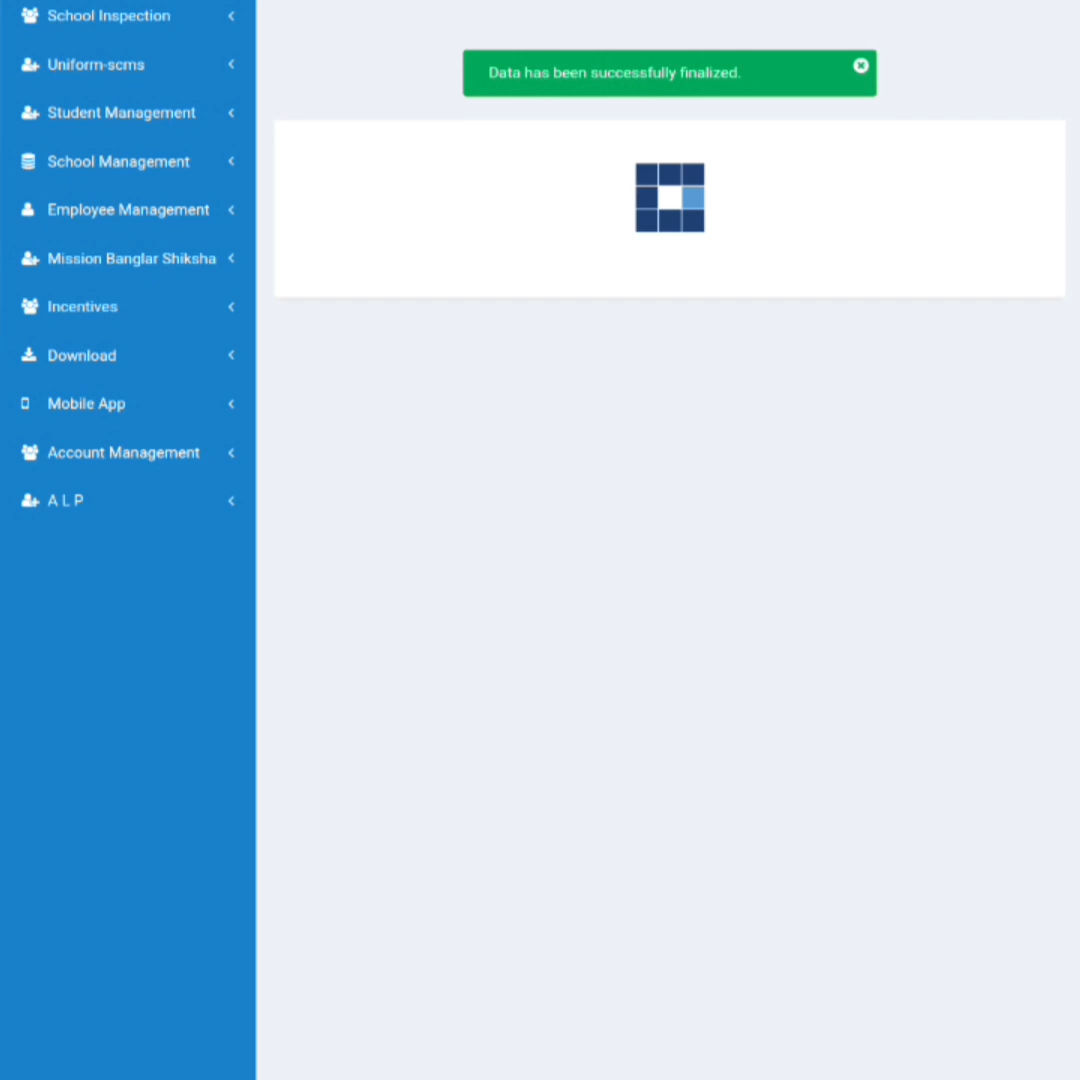 School Inspection
Uniform-scms
Student Management
School Management
Employee Management
Mission Banglar Shiksha
Incentives
Download
Mobile App
Account Management
A L P
Data has been successfully finalized.